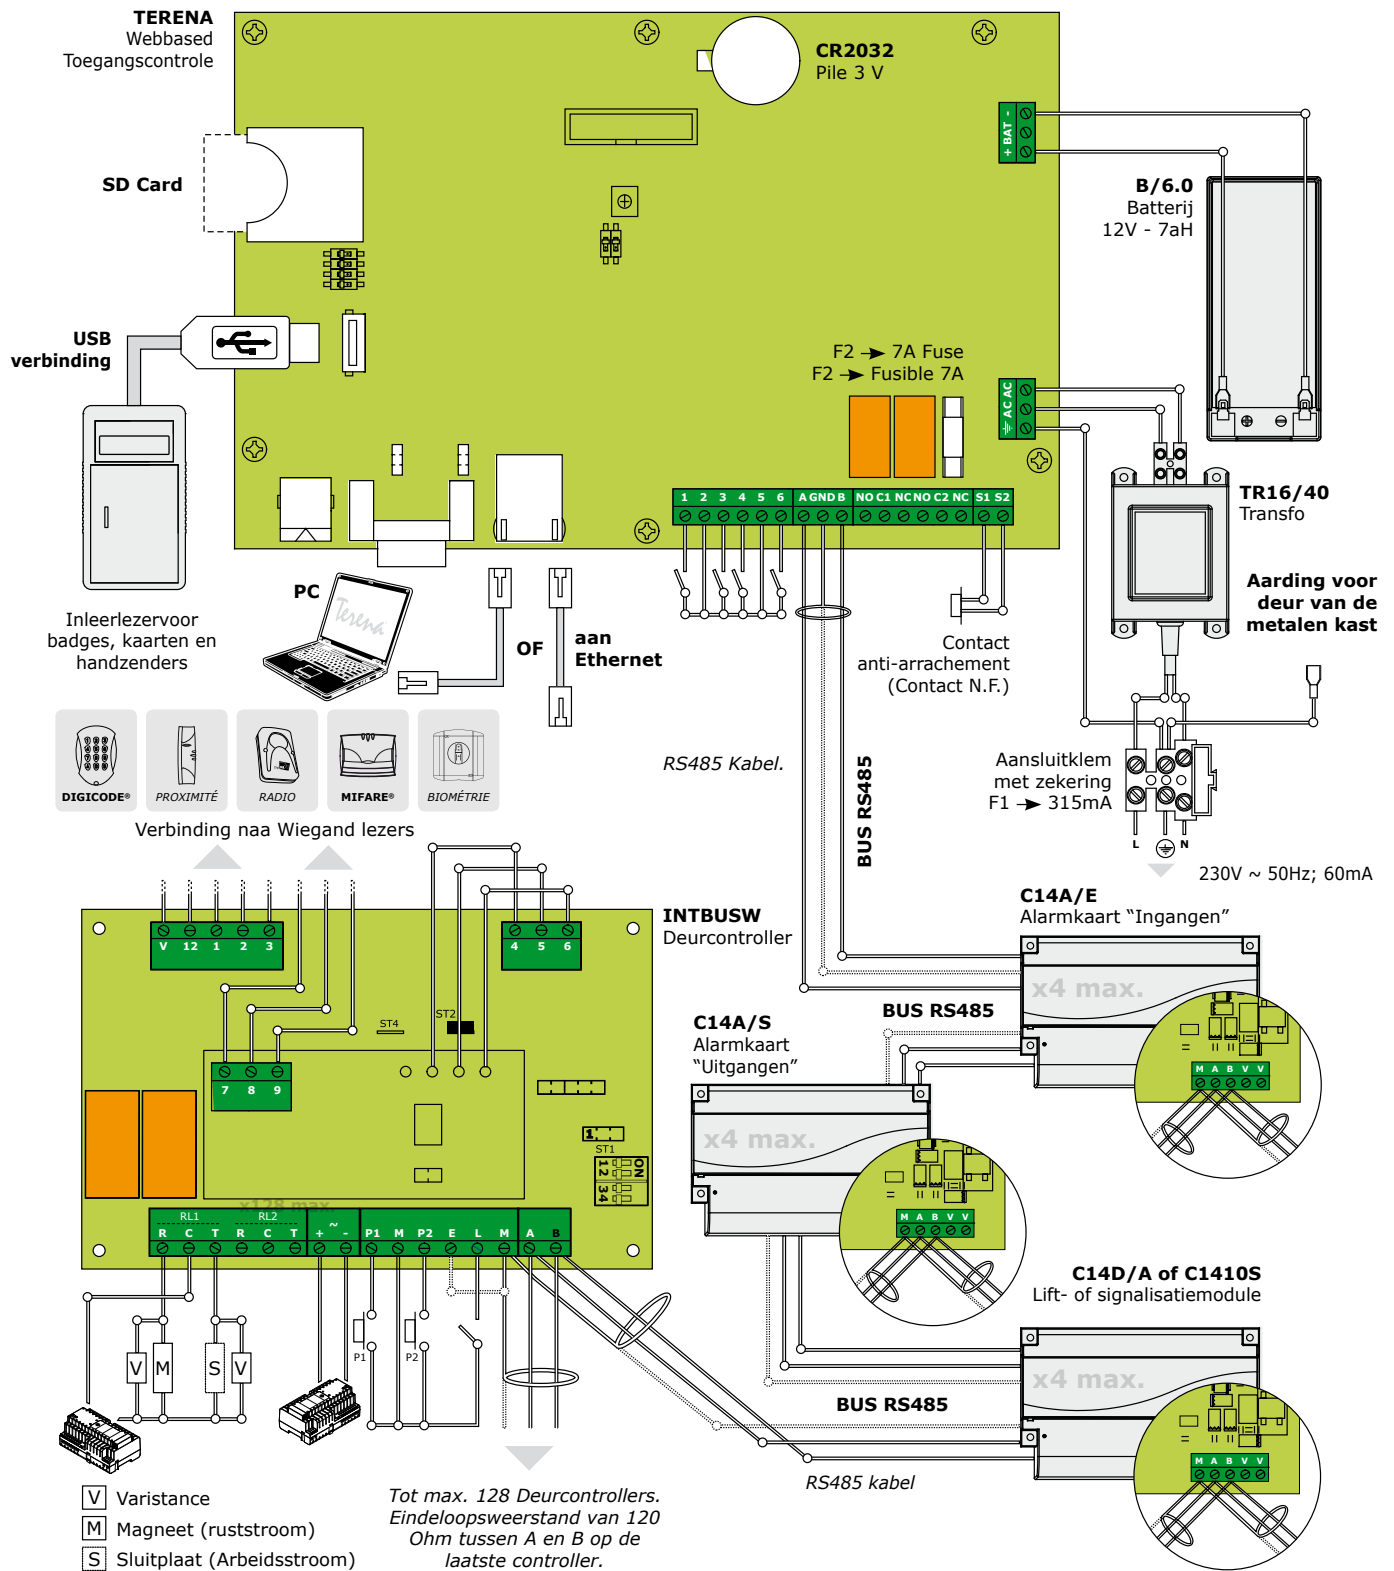 TERENA
Webbased
Toegangscontrole
CR2032
Pile 3 V
SD Card
+ BAT -
B/6.0
Batterij
12V - 7aH
USB
verbinding
F2 → 7A Fuse
F2 → Fusible 7A
AC AC
TR16/40
Transfo
1 2 3 4 5 6
A GND B
NO C1 NC NO C2 NC
S1 S2
Aarding voor
deur van de
metalen kast
Inleerlezervoor
badges, kaarten en
handzenders
PC
Terena
OF
aan
Ethernet
Contact
anti-arrachement
(Contact N.F.)
RS485 Kabel.
BUS RS485
Aansluitklem
met zekering
F1 → 315mA
L
N
230V ~ 50Hz; 60mA
DIGICODE®
PROXIMITÉ
RADIO
MIFARE®
BIOMÉTRIE
Verbinding naa Wiegand lezers
INTBUSW
Deurcontroller
V 12 1 2 3
4 5 6
7 8 9
ST4
ST2
1
ST1
ON
1 2
3 4
x128 max.
RL1
RL2
R C T R C T
+ ~ -
P1 M P2 E L M
A B
C14A/E
Alarmkaart “Ingangen”
x4 max.
M A B V V
BUS RS485
C14A/S
Alarmkaart
“Uitgangen”
x4 max.
M A B V V
C14D/A of C1410S
Lift- of signalisatiemodule
x4 max.
M A B V V
BUS RS485
RS485 kabel
V
M
S
V
P1
P2
V Varistance
M Magneet (ruststroom)
S Sluitplaat (Arbeidsstroom)
Tot max. 128 Deurcontrollers.
Eindeloopsweerstand van 120
Ohm tussen A en B op de
laatste controller.